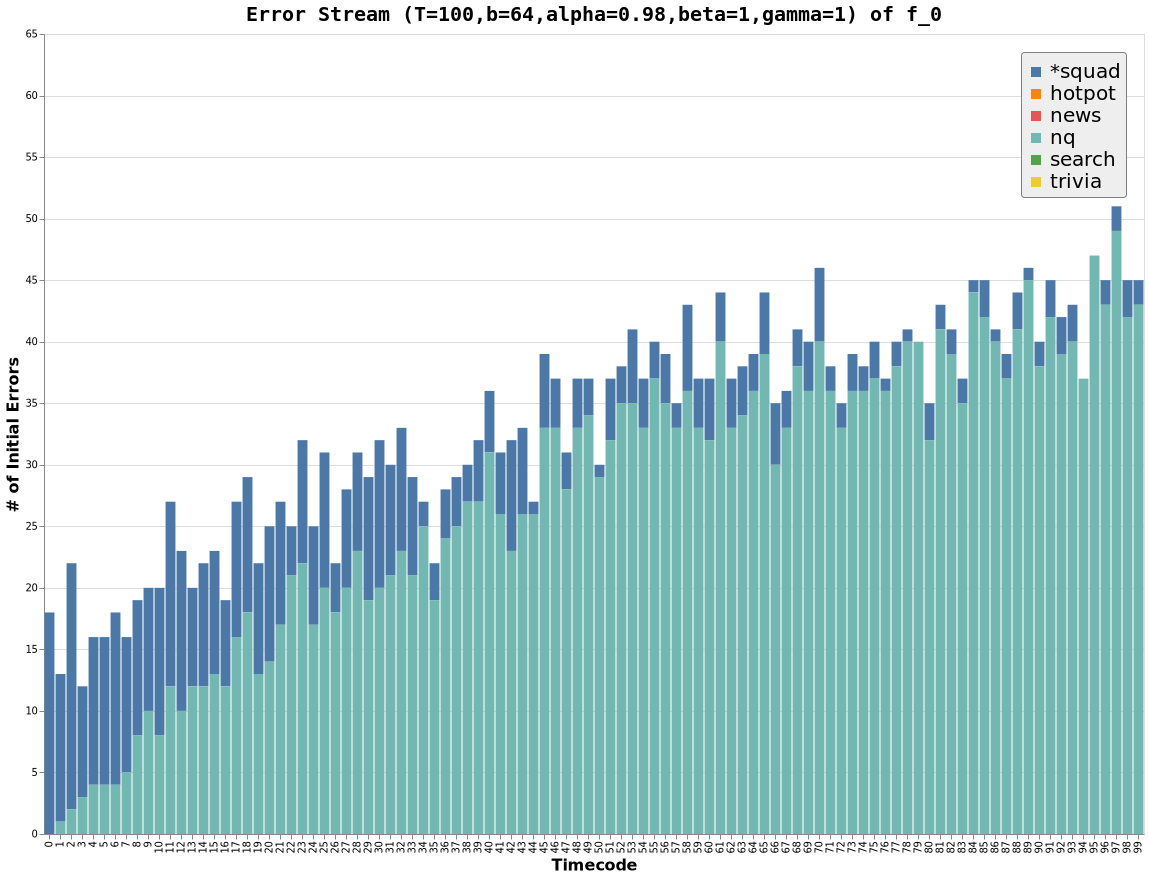 Error Stream (T=100,b=64,alpha=0.98,beta=1,gamma=1) of f_0
65
60
55
50
45
40
35
30
25
20
15
10
5
0
# of Initial Errors
*squad
hotpot
news
nq
search
trivia
0 1 2 3 4 5 6 7 8 9 10 11 12 13 14 15 16 17 18 19 20 21 22 23 24 25 26 27 28 29 30 31 32 33 34 35 36 37 38 39 40 41 42 43 44 45 46 47 48 49 50 51 52 53 54 55 56 57 58 59 60 61 62 63 64 65 66 67 68 69 70 71 72 73 74 75 76 77 78 79 80 81 82 83 84 85 86 87 88 89 90 91 92 93 94 95 96 97 98 99
Timecode